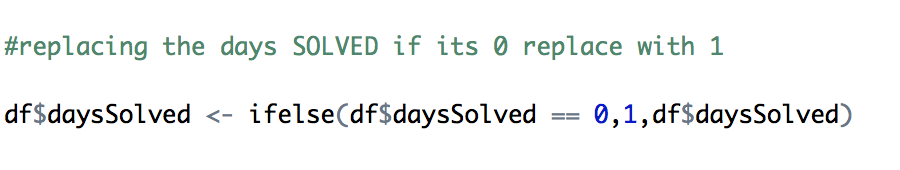 #replacing the days SOLVED if its 0 replace with 1
df$daysSolved <- ifelse(df$daysSolved == 0,1,df$daysSolved)